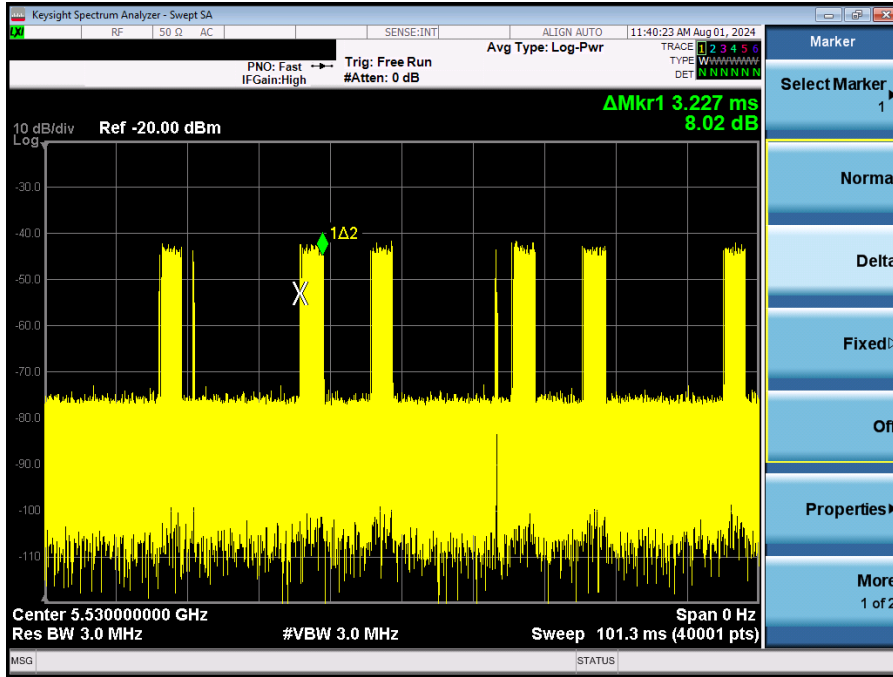 Keysight Spectrum Analyzer - Swept SA
LXI RF 50 Ω AC SENSE:INT ALIGN AUTO 11:40:23 AM Aug 01, 2024
Marker
Avg Type: Log-Pwr TRACE 1 2 3 4 5 6
PNO: Fast Trig: Free Run TYPE WWWWWW
IFGain:High #Atten: 0 dB DET N N N N N N
Select Marker
1
ΔMkr1 3.227 ms
8.02 dB
10 dB/div Ref -20.00 dBm
Log
Norma
-30.0
-40.0
1Δ2
Delta
-50.0
X
-60.0
Fixed
-70.0
-80.0
Off
-90.0
-100
Properties
-110
More
1 of 2
Center 5.530000000 GHz Span 0 Hz
Res BW 3.0 MHz #VBW 3.0 MHz Sweep 101.3 ms (40001 pts)
MSG STATUS